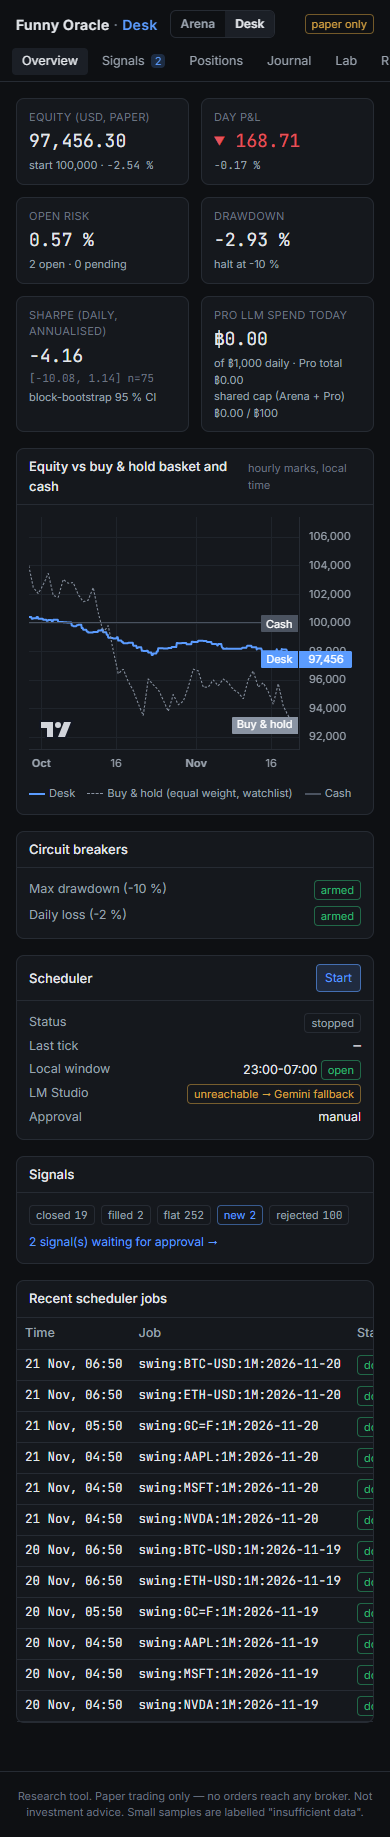 Funny Oracle · Desk Arena Desk paper only
Overview Signals 2 Positions Journal Lab R
EQUITY (USD, PAPER)
97,456.30
start 100,000 · -2.54 %
DAY P&L
▼ 168.71
-0.17 %
OPEN RISK
0.57 %
2 open · 0 pending
DRAWDOWN
-2.93 %
halt at -10 %
SHARPE (DAILY,
ANNUALISED)
-4.16
[-10.08, 1.14] n=75
block-bootstrap 95 % CI
PRO LLM SPEND TODAY
฿0.00
of ฿1,000 daily · Pro total
฿0.00
shared cap (Arena + Pro)
฿0.00 / ฿100
Equity vs buy & hold basket and
cash
hourly marks, local
time
106,000
104,000
102,000
100,000
Cash
98,000
Desk 97,456
96,000
94,000
Buy & hold
92,000
Oct 16 Nov 16
Desk Buy & hold (equal weight, watchlist) Cash
Circuit breakers
Max drawdown (-10 %) armed
Daily loss (-2 %) armed
Scheduler Start
Status stopped
Last tick –
Local window 23:00-07:00 open
LM Studio unreachable → Gemini fallback
Approval manual
Signals
closed 19 filled 2 flat 252 new 2 rejected 100
2 signal(s) waiting for approval →
Recent scheduler jobs
Time Job Sta
21 Nov, 06:50 swing:BTC-USD:1M:2026-11-20 do
21 Nov, 06:50 swing:ETH-USD:1M:2026-11-20 do
21 Nov, 05:50 swing:GC=F:1M:2026-11-20 do
21 Nov, 04:50 swing:AAPL:1M:2026-11-20 do
21 Nov, 04:50 swing:MSFT:1M:2026-11-20 do
21 Nov, 04:50 swing:NVDA:1M:2026-11-20 do
20 Nov, 06:50 swing:BTC-USD:1M:2026-11-19 do
20 Nov, 06:50 swing:ETH-USD:1M:2026-11-19 do
20 Nov, 05:50 swing:GC=F:1M:2026-11-19 do
20 Nov, 04:50 swing:AAPL:1M:2026-11-19 do
20 Nov, 04:50 swing:MSFT:1M:2026-11-19 do
20 Nov, 04:50 swing:NVDA:1M:2026-11-19 do
Research tool. Paper trading only — no orders reach any broker. Not
investment advice. Small samples are labelled "insufficient data".